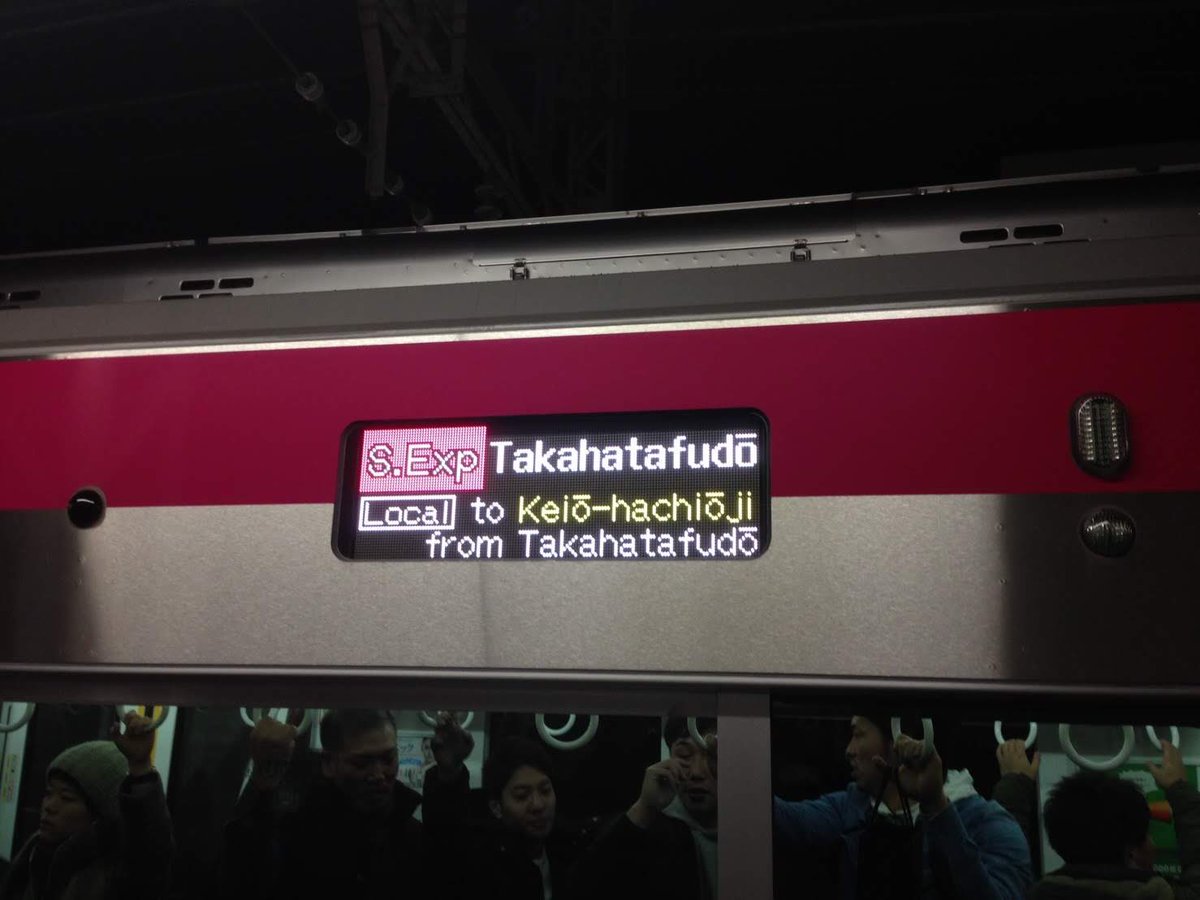 S.Exp Takahatafudō
Local to Keiō-hachiōji
from Takahatafudō